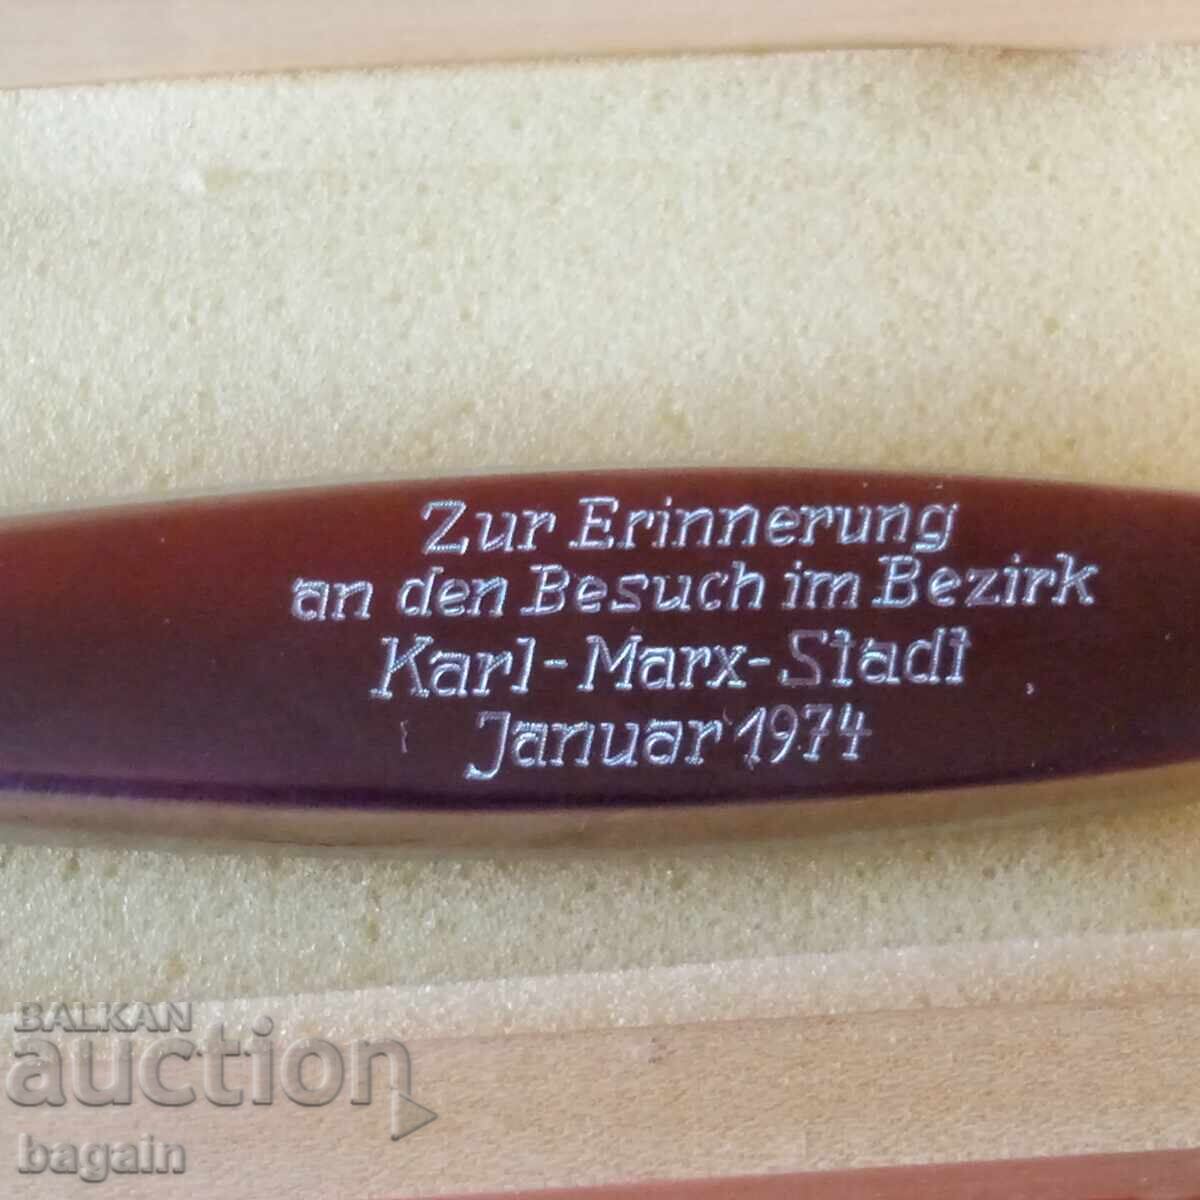 Zur Erinnerung
an den Besuch im Bezirk
Karl-Marx-Stadt
Januar 1974
BALKAN
auction
bagain